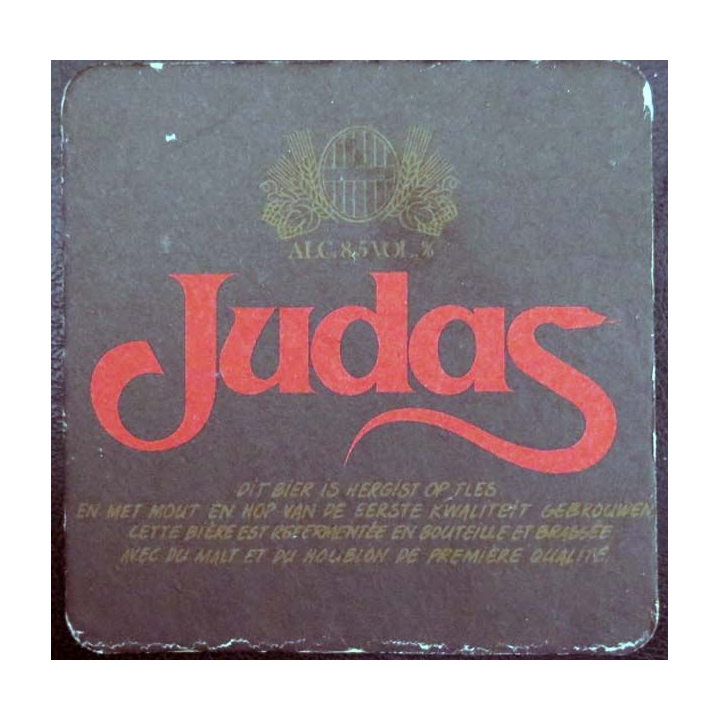 ALC. 8,5 VOL. %
Judas
DIT BIER IS HERGIST OP FLES
EN MET MOUT EN HOP VAN DE EERSTE KWALITEIT GEBROUWEN
CETTE BIÈRE EST REFERMENTÉE EN BOUTEILLE ET BRASSÉE
AVEC DU MALT ET DU HOUBLON DE PREMIÈRE QUALITÉ